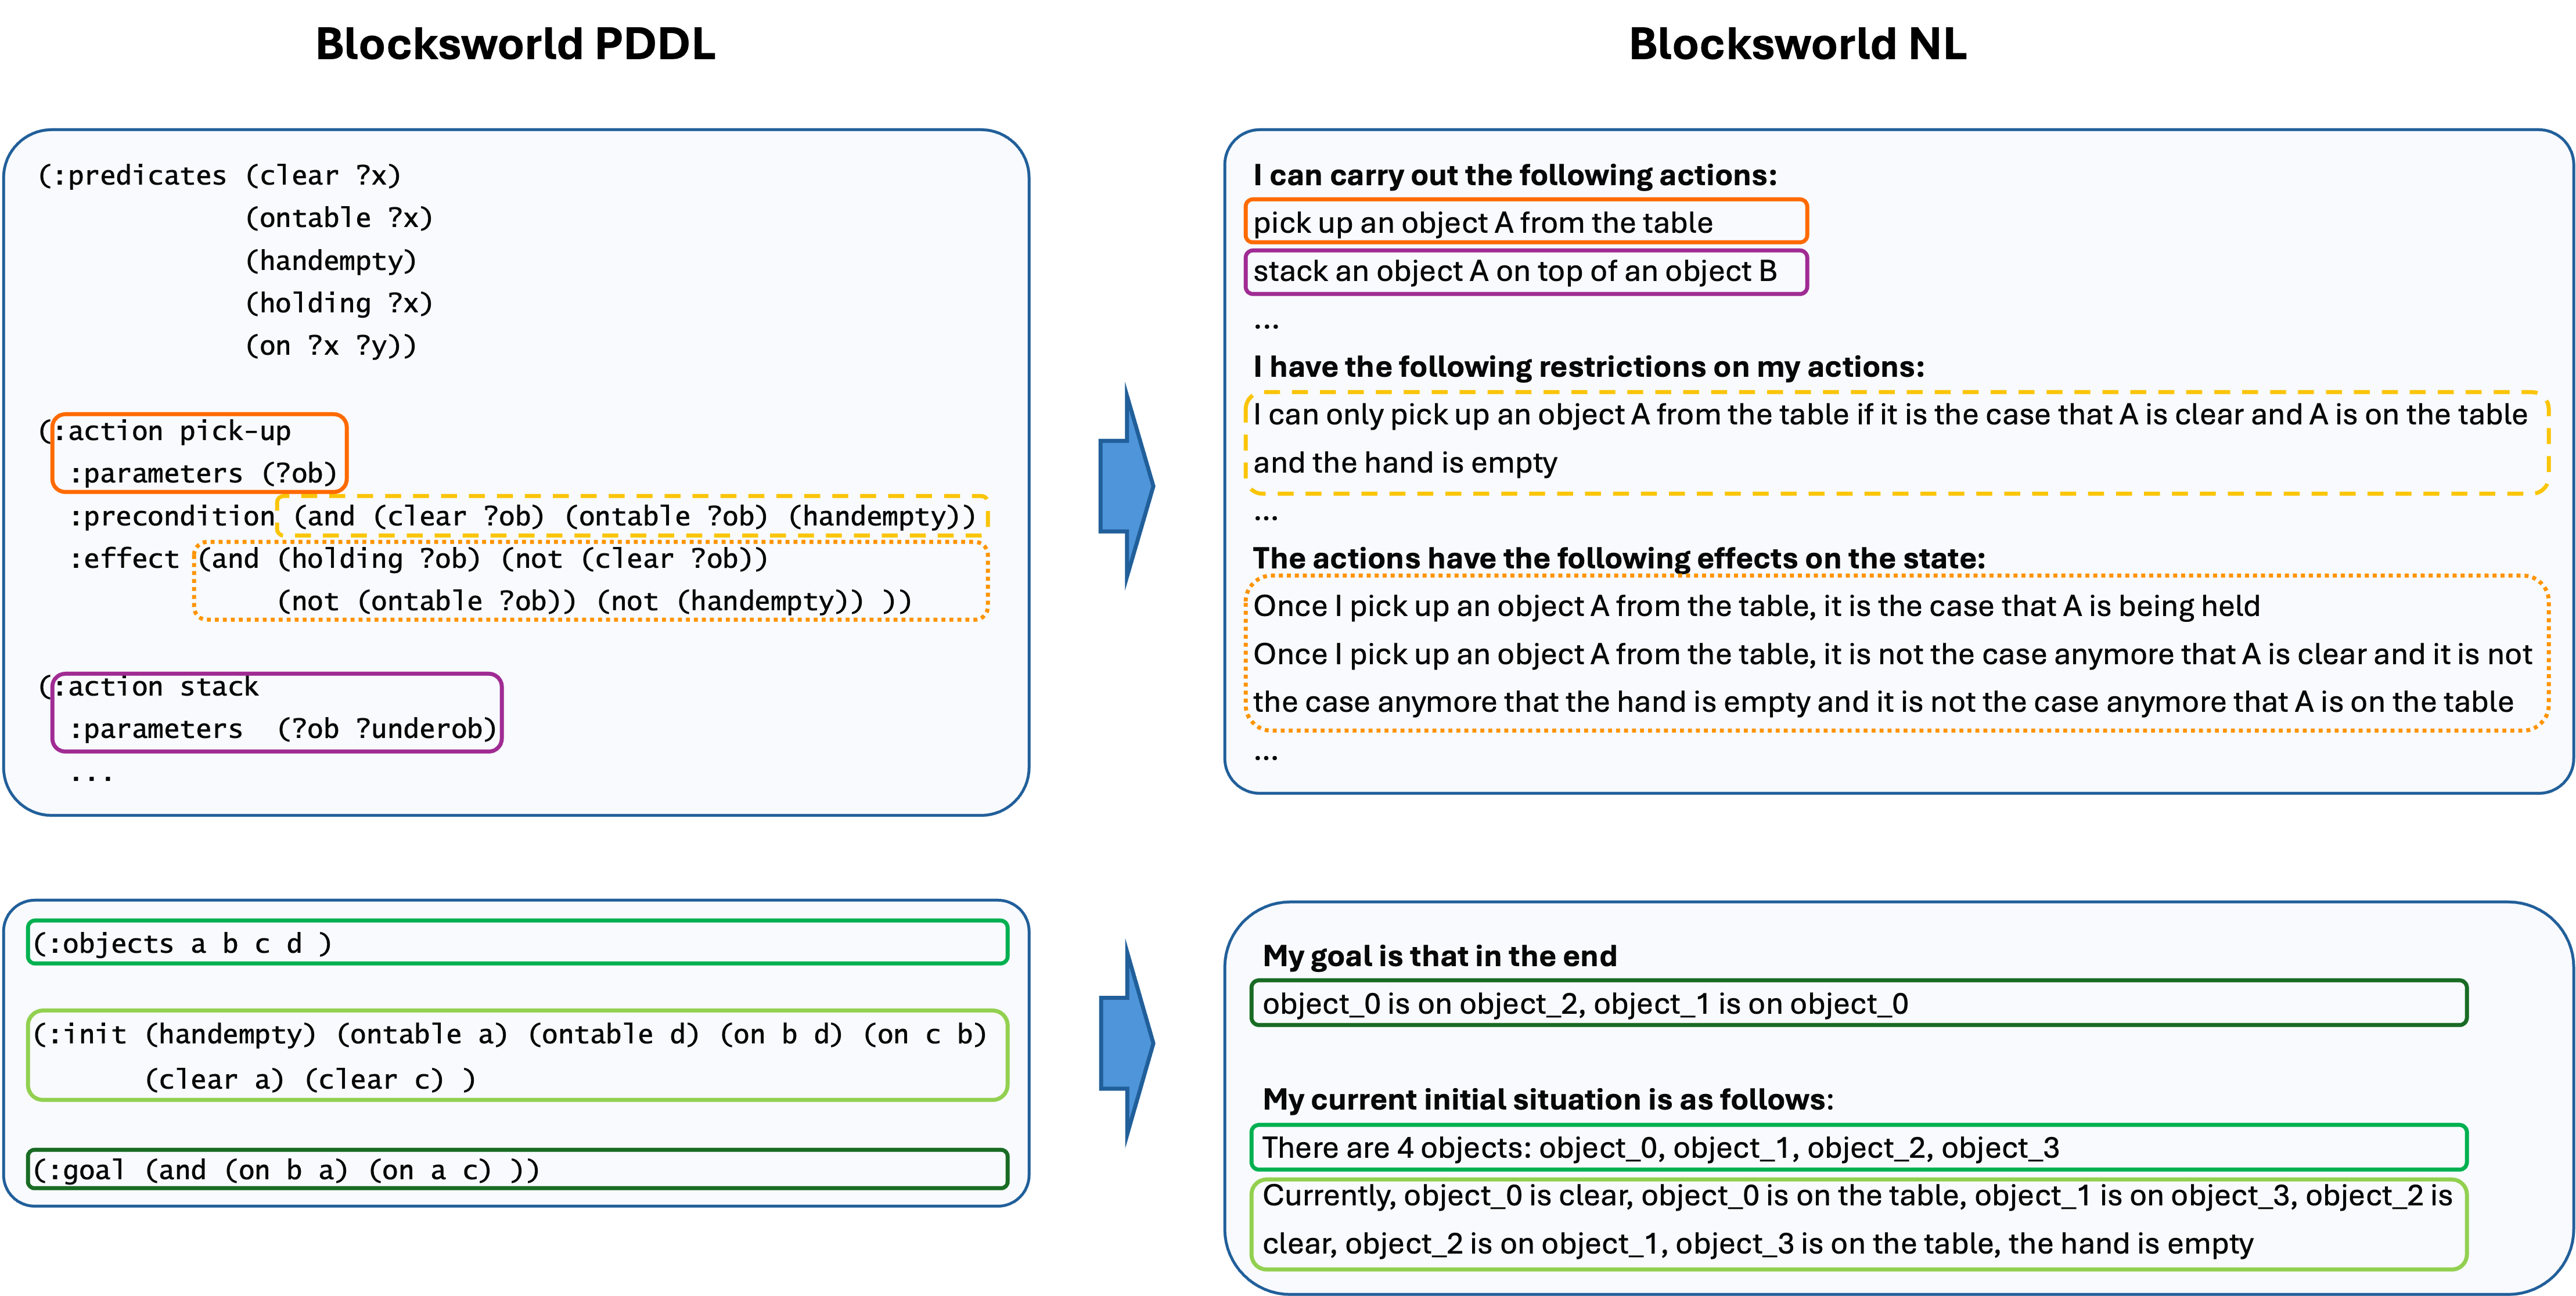 Blocksworld PDDL
(:predicates (clear ?x)
(ontable ?x)
(handempty)
(holding ?x)
(on ?x ?y))
(:action pick-up
:parameters (?ob)
:precondition (and (clear ?ob) (ontable ?ob) (handempty))
:effect (and (holding ?ob) (not (clear ?ob))
(not (ontable ?ob)) (not (handempty)) ))
(:action stack
:parameters (?ob ?underob)
...
(:objects a b c d )
(:init (handempty) (ontable a) (ontable d) (on b d) (on c b)
(clear a) (clear c) )
(:goal (and (on b a) (on a c) ))
Blocksworld NL
I can carry out the following actions:
pick up an object A from the table
stack an object A on top of an object B
...
I have the following restrictions on my actions:
I can only pick up an object A from the table if it is the case that A is clear and A is on the table
and the hand is empty
...
The actions have the following effects on the state:
Once I pick up an object A from the table, it is the case that A is being held
Once I pick up an object A from the table, it is not the case anymore that A is clear and it is not
the case anymore that the hand is empty and it is not the case anymore that A is on the table
...
My goal is that in the end
object_0 is on object_2, object_1 is on object_0
My current initial situation is as follows:
There are 4 objects: object_0, object_1, object_2, object_3
Currently, object_0 is clear, object_0 is on the table, object_1 is on object_3, object_2 is
clear, object_2 is on object_1, object_3 is on the table, the hand is empty